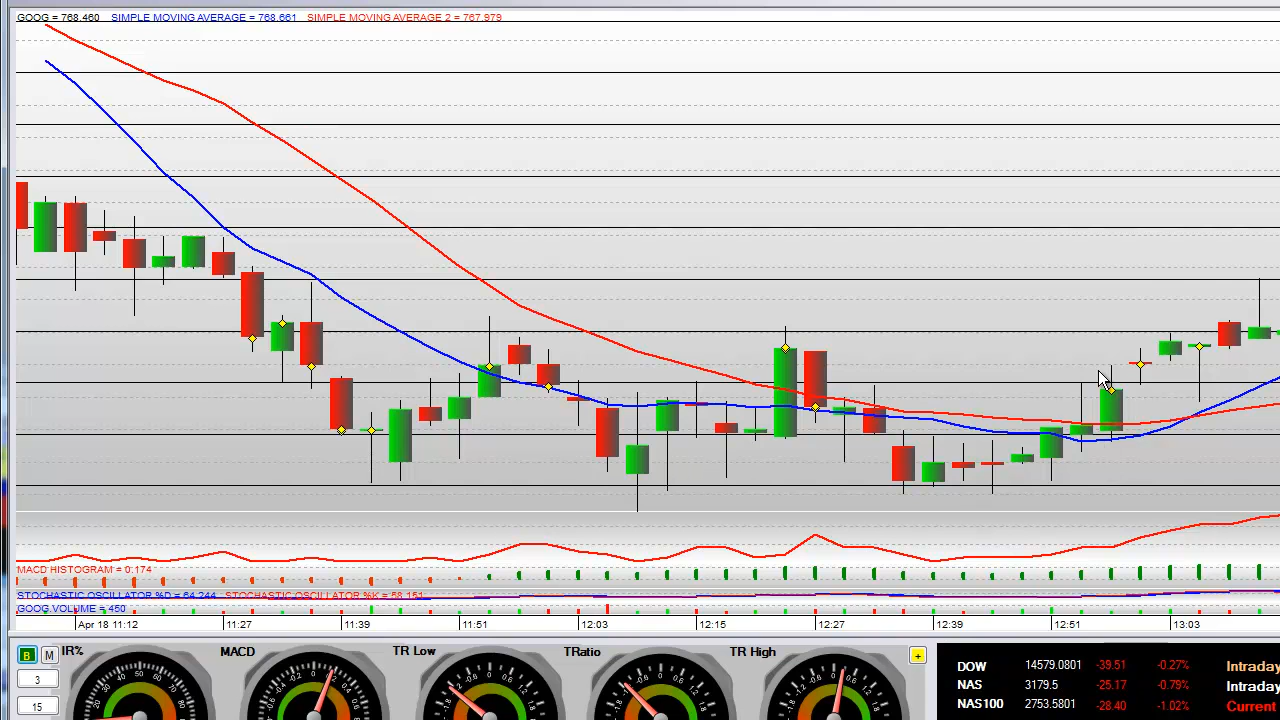 GOOG = 768.460 SIMPLE MOVING AVERAGE = 768.661 SIMPLE MOVING AVERAGE 2 = 767.979
MACD HISTOGRAM = 0.174
STOCHASTIC OSCILLATOR %D = 64.244 STOCHASTIC OSCILLATOR %K = 58.151
GOOG.VOLUME = 450
Apr 18 11:12 11:27 11:39 11:51 12:03 12:15 12:27 12:39 12:51 13:03
B M IR% MACD TR Low TRatio TR High +
3
15
DOW 14579.0801 -39.51 -0.27% Intraday
NAS 3179.5 -25.17 -0.79% Intraday
NAS100 2753.5801 -28.40 -1.02% Current